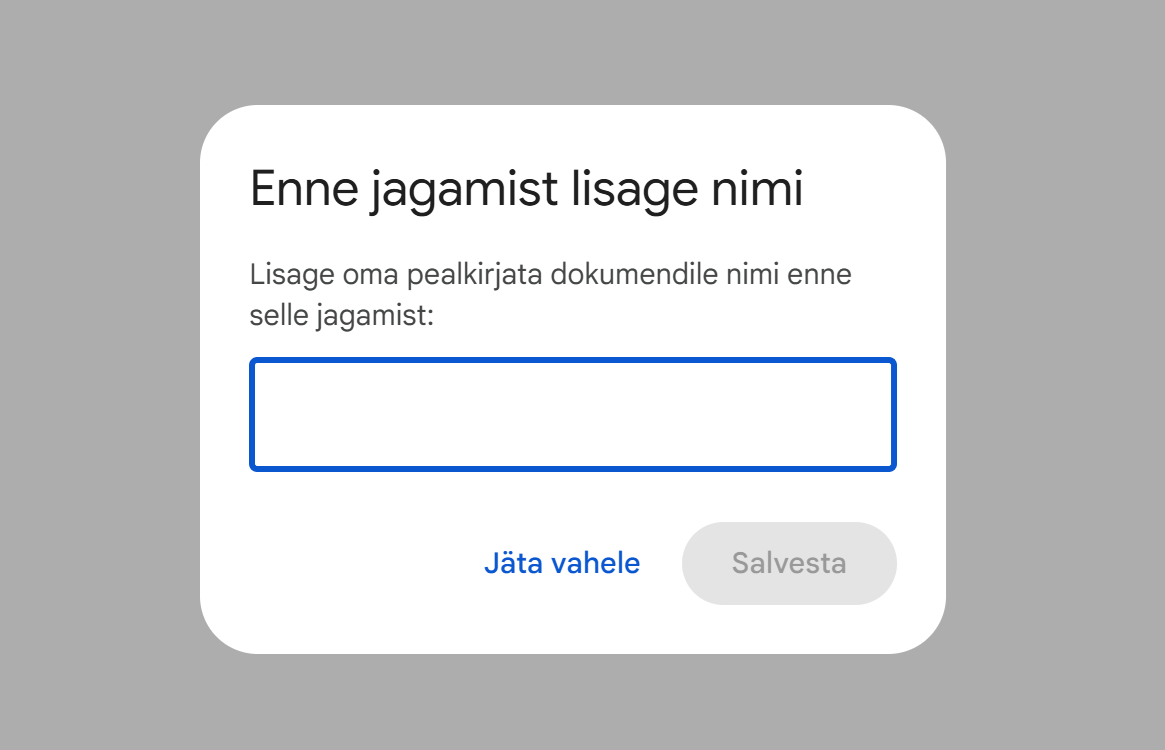 Enne jagamist lisage nimi
Lisage oma pealkirjata dokumendile nimi enne
selle jagamist:
Jäta vahele
Salvesta